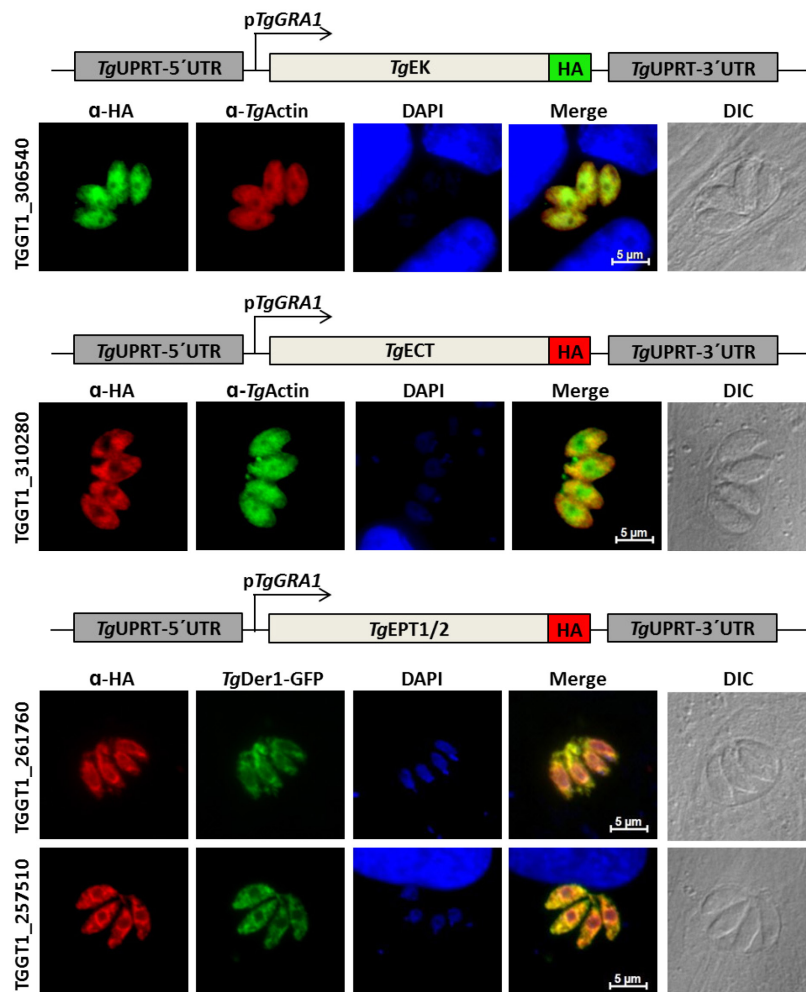 pTgGRA1
TgUPRT-5´UTR TgEK HA TgUPRT-3´UTR
ɑ-HA ɑ-TgActin DAPI Merge DIC
TGGT1_306540
5 µm
pTgGRA1
TgUPRT-5´UTR TgECT HA TgUPRT-3´UTR
ɑ-HA ɑ-TgActin DAPI Merge DIC
TGGT1_310280
5 µm
pTgGRA1
TgUPRT-5´UTR TgEPT1/2 HA TgUPRT-3´UTR
ɑ-HA TgDer1-GFP DAPI Merge DIC
TGGT1_261760
5 µm
TGGT1_257510
5 µm